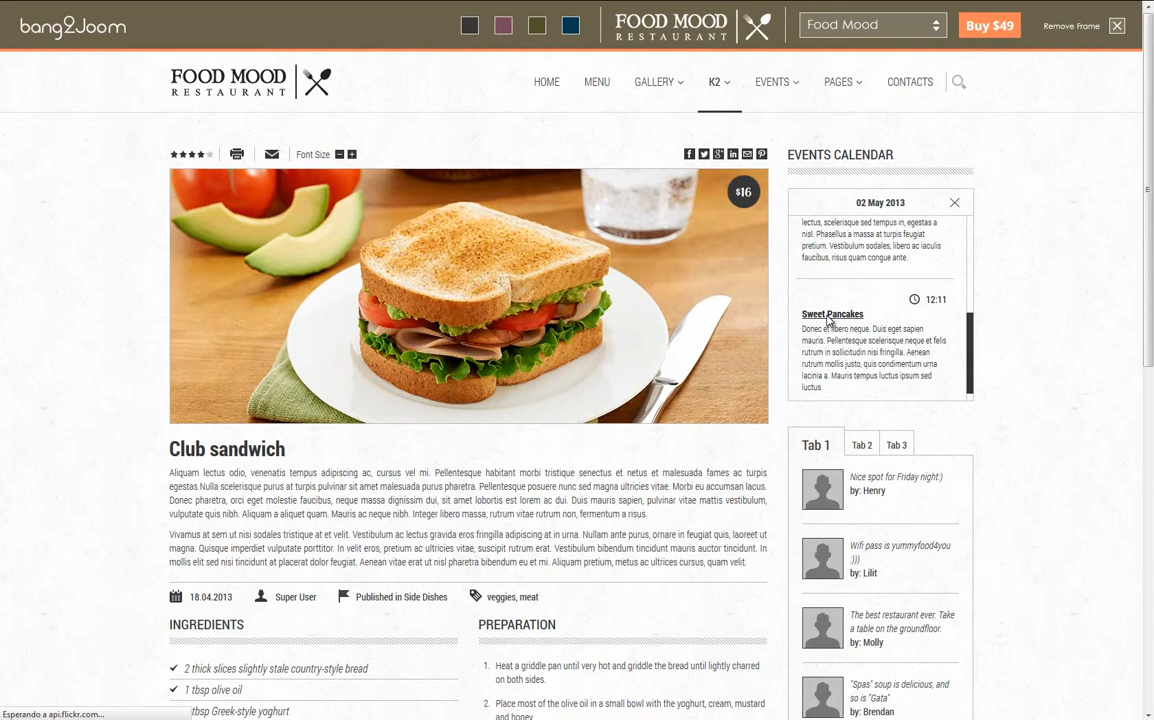 bang2Joom
FOOD MOOD
RESTAURANT
Food Mood
Buy $49
Remove Frame
FOOD MOOD
RESTAURANT
HOME
MENU
GALLERY
K2
EVENTS
PAGES
CONTACTS
Font Size
$16
Club sandwich
Aliquam lectus odio, venenatis tempus adipiscing ac, cursus vel mi. Pellentesque habitant morbi tristique senectus et netus et malesuada fames ac turpis
egestas.Nulla scelerisque purus at turpis pulvinar sit amet malesuada purus pharetra. Pellentesque posuere nunc sed magna ultricies vitae. Morbi eu accumsan lacus.
Donec pharetra, orci eget molestie faucibus, neque massa dignissim dui, sit amet lobortis est lorem ac dui. Duis mauris sapien, pulvinar vitae mattis vestibulum,
vulputate quis nibh. Aliquam a aliquet quam. Mauris ac neque nibh. Integer libero massa, rutrum vitae rutrum non, fermentum a risus.
Vivamus at sem ut nisi sodales tristique at et velit. Vestibulum ac lectus gravida eros fringilla adipiscing at in urna. Nullam ante purus, ornare in feugiat quis, laoreet ut
magna. Quisque imperdiet vulputate porttitor. In velit eros, pretium ac ultricies vitae, suscipit rutrum erat. Vestibulum bibendum tincidunt mauris auctor tincidunt. In
mollis elit sed nisi sagittis tincidunt at placerat dolor feugiat. Aenean vitae erat ut nisl pharetra bibendum eu et mi. Aliquam pretium, metus ac ultrices cursus, quam velit.
18.04.2013
Super User
Published in Side Dishes
veggies, meat
INGREDIENTS
2 thick slices slightly stale country-style bread
1 tbsp olive oil
tbsp Greek-style yoghurt
PREPARATION
1. Heat a griddle pan until very hot and griddle the bread until lightly charred
on both sides.
2. Place most of the olive oil in a small bowl with the yoghurt, cream, mustard
and honey
EVENTS CALENDAR
02 May 2013
lectus, scelerisque sed tempus in, egestas a
nisl. Phasellus a massa at turpis feugiat
pretium. Vestibulum sodales, libero ac iaculis
faucibus, risus quam congue ante.
12:11
Sweet Pancakes
Donec et libero neque. Duis eget sapien
mauris. Pellentesque scelerisque neque et felis
rutrum in sollicitudin nisi fringilla. Aenean
rutrum mollis justo, quis condimentum urna
lacinia a. Mauris tempus luctus ipsum sed
luctus
Tab 1
Tab 2
Tab 3
Nice spot for Friday night:)
by: Henry
Wifi pass is yummyfood4you
:)))
by: Lilit
The best restaurant ever. Take
a table on the groundfloor.
by: Molly
"Spas" soup is delicious, and
so is "Gata"
by: Brendan
Esperando a api.flickr.com...